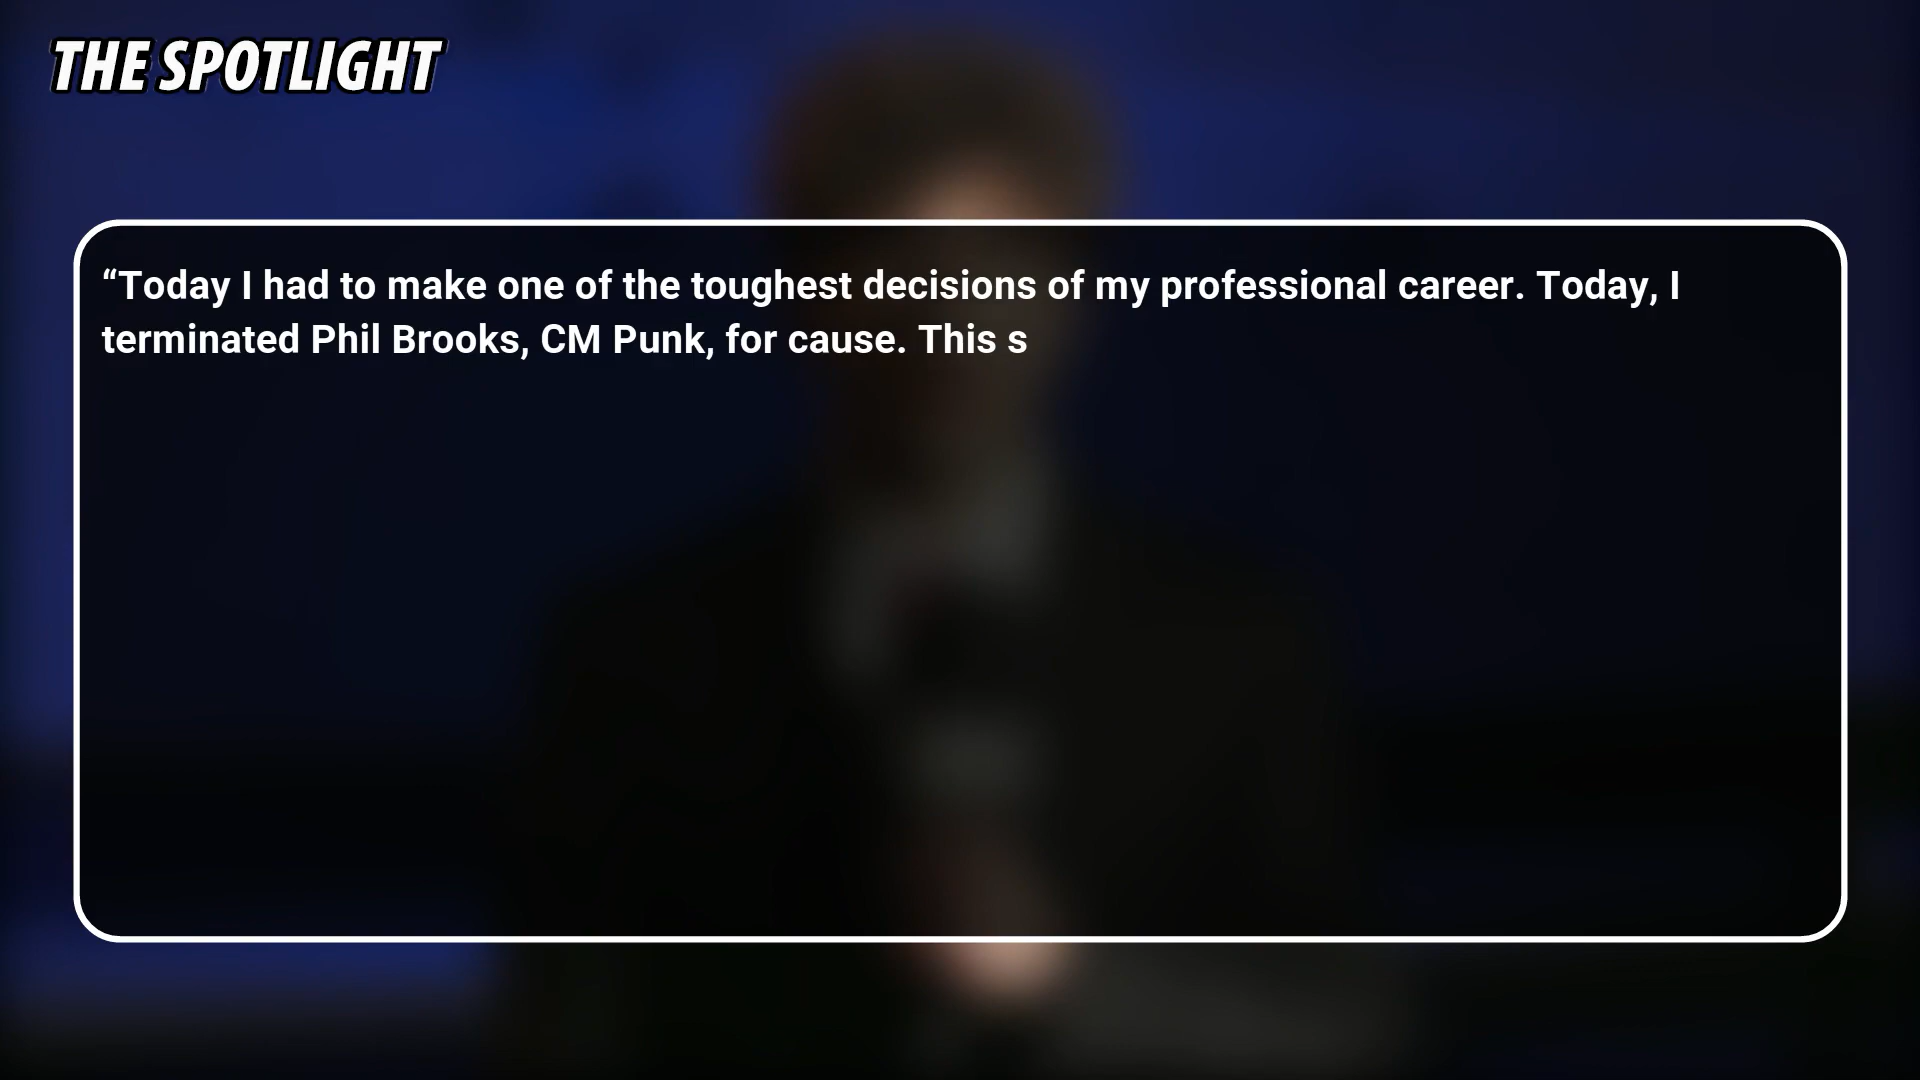 THE SPOTLIGHT
“Today I had to make one of the toughest decisions of my professional career. Today, I
terminated Phil Brooks, CM Punk, for cause. This s